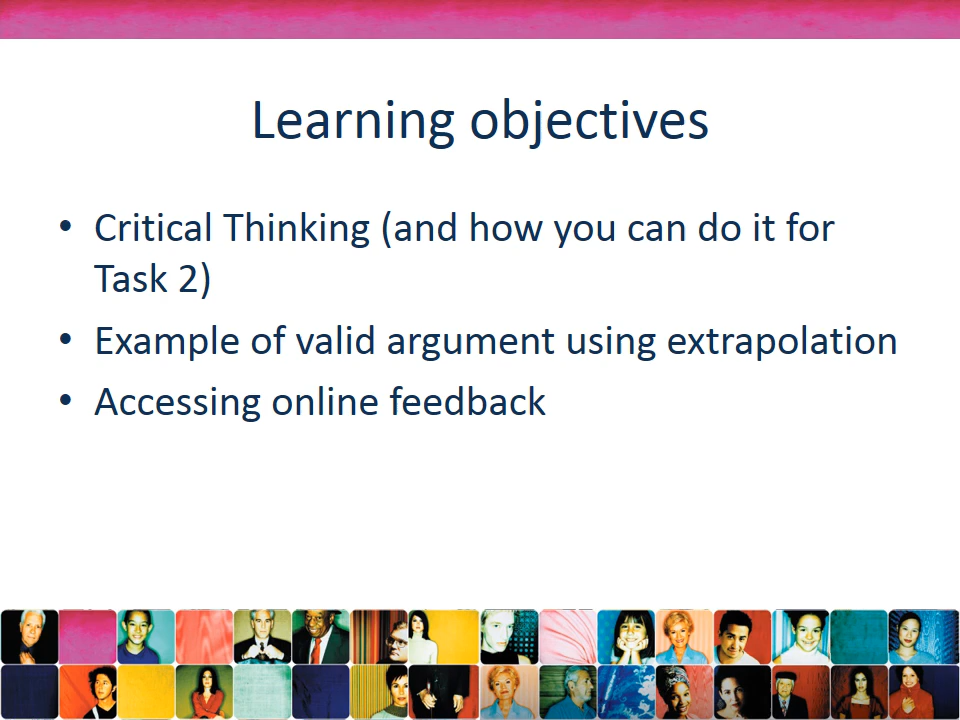 Learning objectives
• Critical Thinking (and how you can do it for
Task 2)
• Example of valid argument using extrapolation
• Accessing online feedback